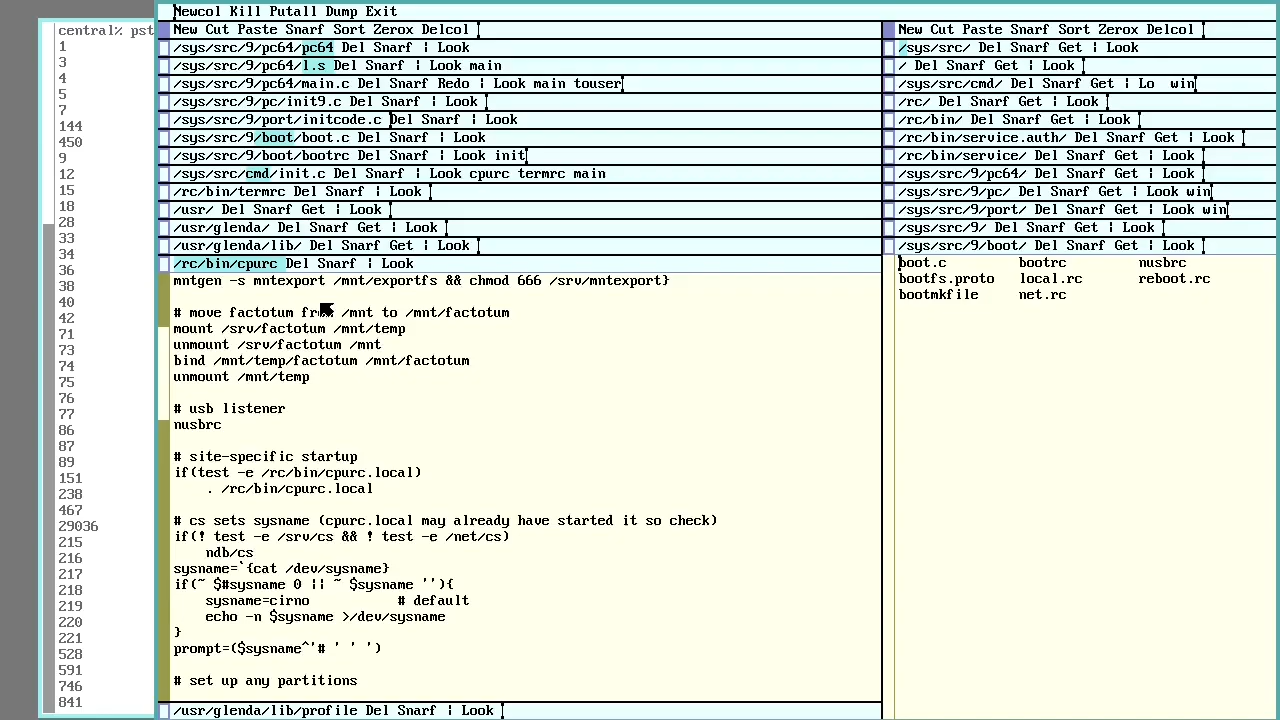 central% pst
1
3
4
5
7
144
450
9
12
15
18
28
33
34
36
38
40
42
71
73
74
75
76
77
86
87
89
151
238
467
29036
215
216
217
218
219
220
221
528
591
746
841
Newcol Kill Putall Dump Exit
New Cut Paste Snarf Sort Zerox Delcol
/sys/src/9/pc64/pc64 Del Snarf | Look
/sys/src/9/pc64/l.s Del Snarf | Look main
/sys/src/9/pc64/main.c Del Snarf Redo | Look main touser
/sys/src/9/pc/init9.c Del Snarf | Look
/sys/src/9/port/initcode.c Del Snarf | Look
/sys/src/9/boot/boot.c Del Snarf | Look
/sys/src/9/boot/bootrc Del Snarf | Look init
/sys/src/cmd/init.c Del Snarf | Look cpurc termrc main
/rc/bin/termrc Del Snarf | Look
/usr/ Del Snarf Get | Look
/usr/glenda/ Del Snarf Get | Look
/usr/glenda/lib/ Del Snarf Get | Look
/rc/bin/cpurc Del Snarf | Look
mntgen -s mntexport /mnt/exportfs && chmod 666 /srv/mntexport}
# move factotum /mnt to /mnt/factotum
mount /srv/factotum /mnt/temp
unmount /srv/factotum /mnt
bind /mnt/temp/factotum /mnt/factotum
unmount /mnt/temp
# usb listener
nusbrc
# site-specific startup
if(test -e /rc/bin/cpurc.local)
. /rc/bin/cpurc.local
# cs sets sysname (cpurc.local may already have started it so check)
if(! test -e /srv/cs && ! test -e /net/cs)
ndb/cs
sysname=`{cat /dev/sysname}
if(~ $#sysname 0 || ~ $sysname ''){
sysname=cirno # default
echo -n $sysname >/dev/sysname
}
prompt=($sysname^'# ' ' ')
# set up any partitions
/usr/glenda/lib/profile Del Snarf | Look
New Cut Paste Snarf Sort Zerox Delcol
/sys/src/ Del Snarf Get | Look
/ Del Snarf Get | Look
/sys/src/cmd/ Del Snarf Get | Lo win
/rc/ Del Snarf Get | Look
/rc/bin/ Del Snarf Get | Look
/rc/bin/service.auth/ Del Snarf Get | Look
/rc/bin/service/ Del Snarf Get | Look
/sys/src/9/pc64/ Del Snarf Get | Look
/sys/src/9/pc/ Del Snarf Get | Look win
/sys/src/9/port/ Del Snarf Get | Look win
/sys/src/9/ Del Snarf Get | Look
/sys/src/9/boot/ Del Snarf Get | Look
boot.c bootrc nusbrc
bootfs.proto local.rc reboot.rc
bootmkfile net.rc